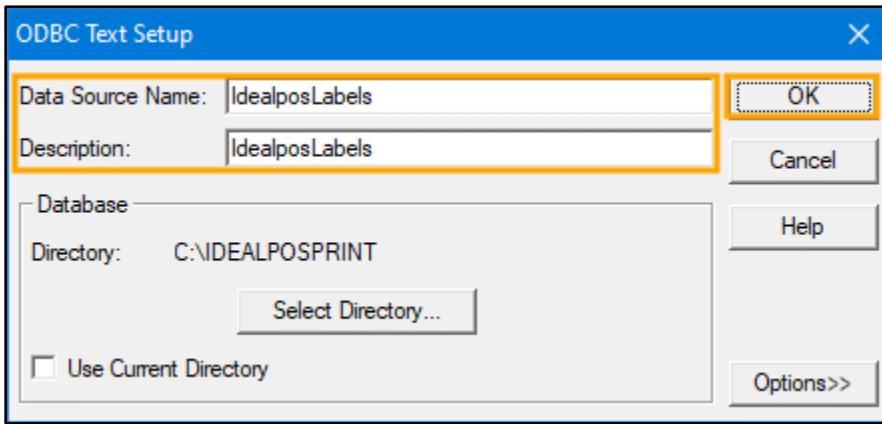 ODBC Text Setup
Data Source Name: IdealposLabels
OK
Description: IdealposLabels
Cancel
Database
Help
Directory: C:\IDEALPOSPRINT
Select Directory...
Use Current Directory
Options>>